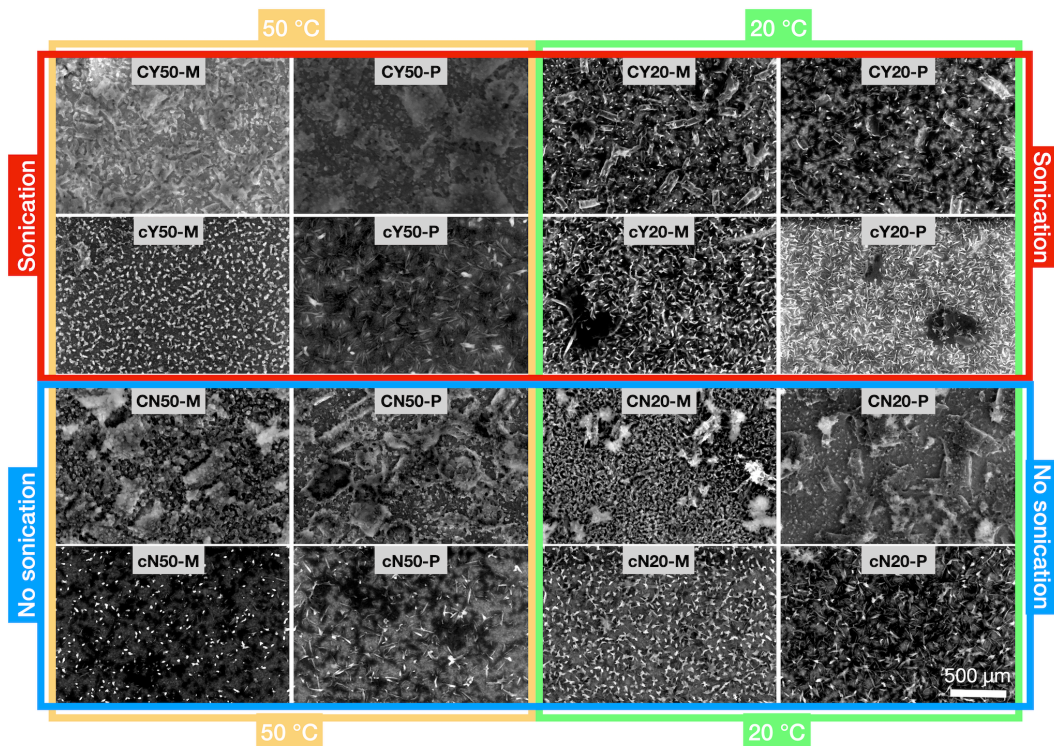 50 °C
20 °C
CY50-M
CY50-P
CY20-M
CY20-P
Sonication
Sonication
cY50-M
cY50-P
cY20-M
cY20-P
CN50-M
CN50-P
CN20-M
CN20-P
No sonication
No sonication
cN50-M
cN50-P
cN20-M
cN20-P
500 µm
50 °C
20 °C